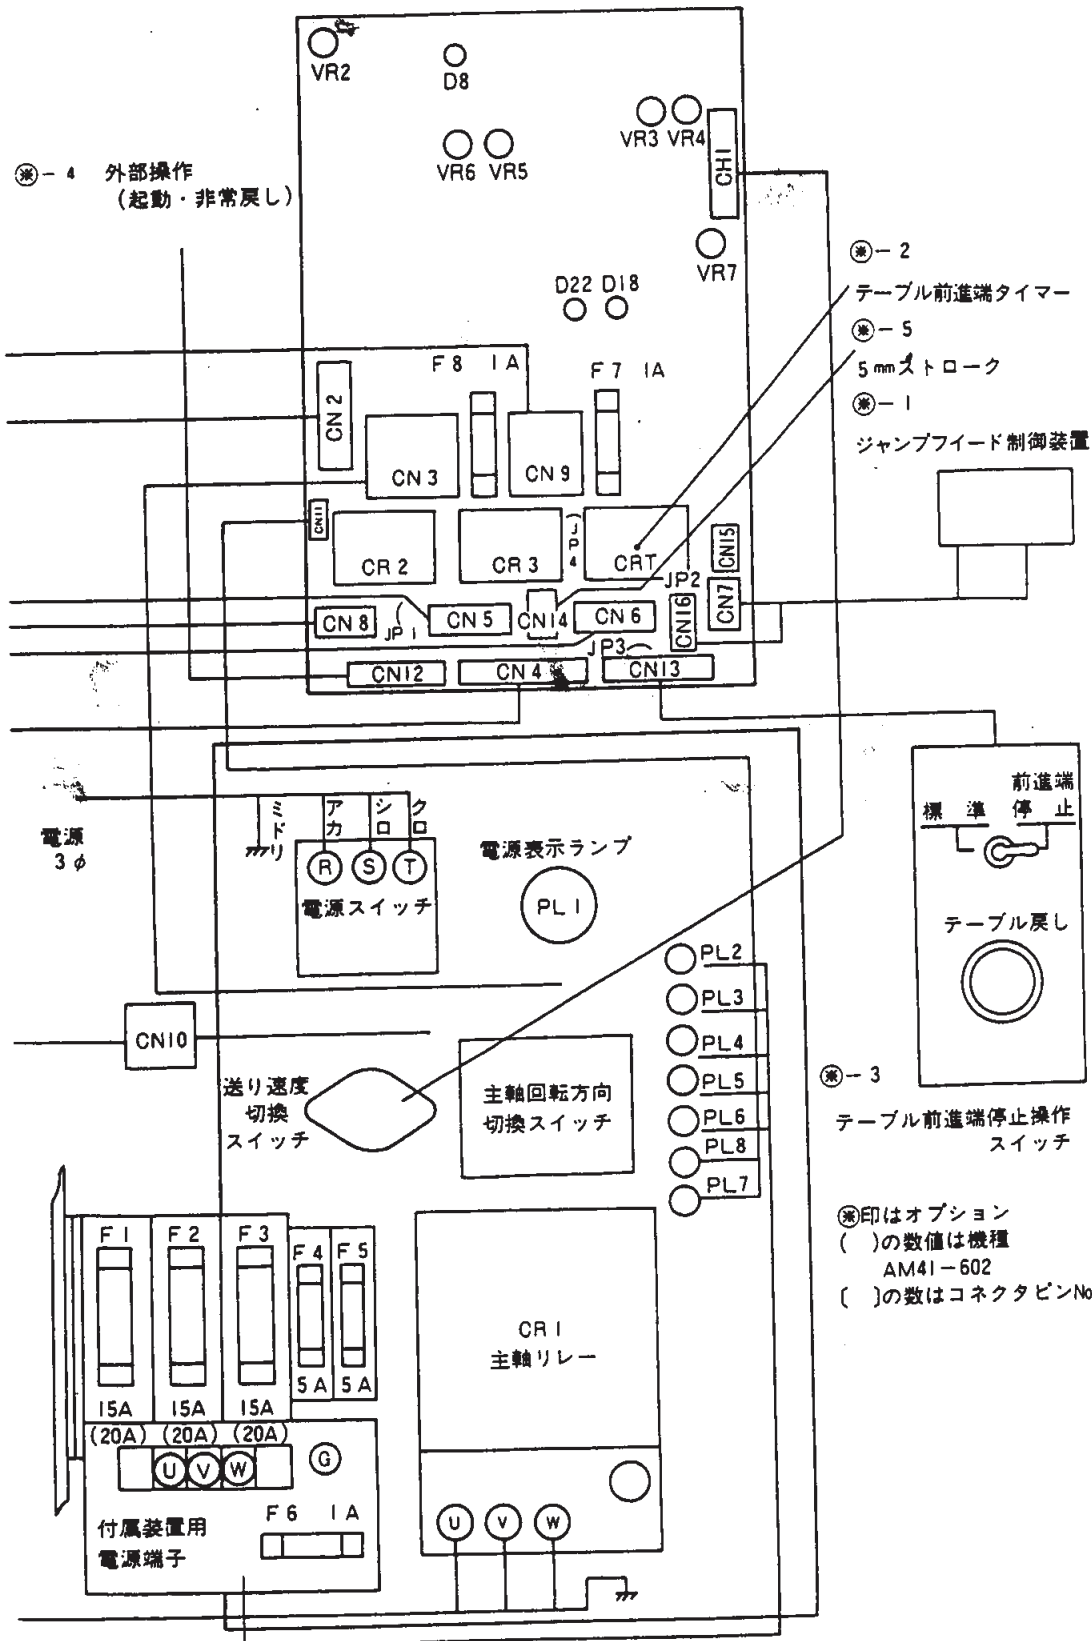 VR2
D8
VR3 VR4
VR6 VR5
CH1
※-4 外部操作
(起動・非常戻し)
VR7
※-2
テーブル前進端タイマー
D22 D18
※-5
5㎜ストローク
※-1
ジャンプフイード制御装置
F8 1A
F7 1A
CN2
CN3
CN9
CN11
CR2
CR3
JP4
CRT
CN15
JP2
CN7
CN8
JP1
CN5
CN14
CN6
CN16
JP3
CN12
CN4
CN13
電源
3φ
ミドリ
アカ
シロ
クロ
R S T
電源スイッチ
電源表示ランプ
PL1
前進端
標準 停止
テーブル戻し
PL2
PL3
PL4
PL5
PL6
PL8
PL7
CN10
送り速度
切換
スイッチ
主軸回転方向
切換スイッチ
※-3
テーブル前進端停止操作
スイッチ
※印はオプション
( )の数値は機種
AM41-602
〔 〕の数はコネクタピンNo
F1 F2 F3 F4 F5
5A 5A
15A 15A 15A
(20A) (20A) (20A)
U V W G
F6 1A
付属装置用
電源端子
CR1
主軸リレー
U V W